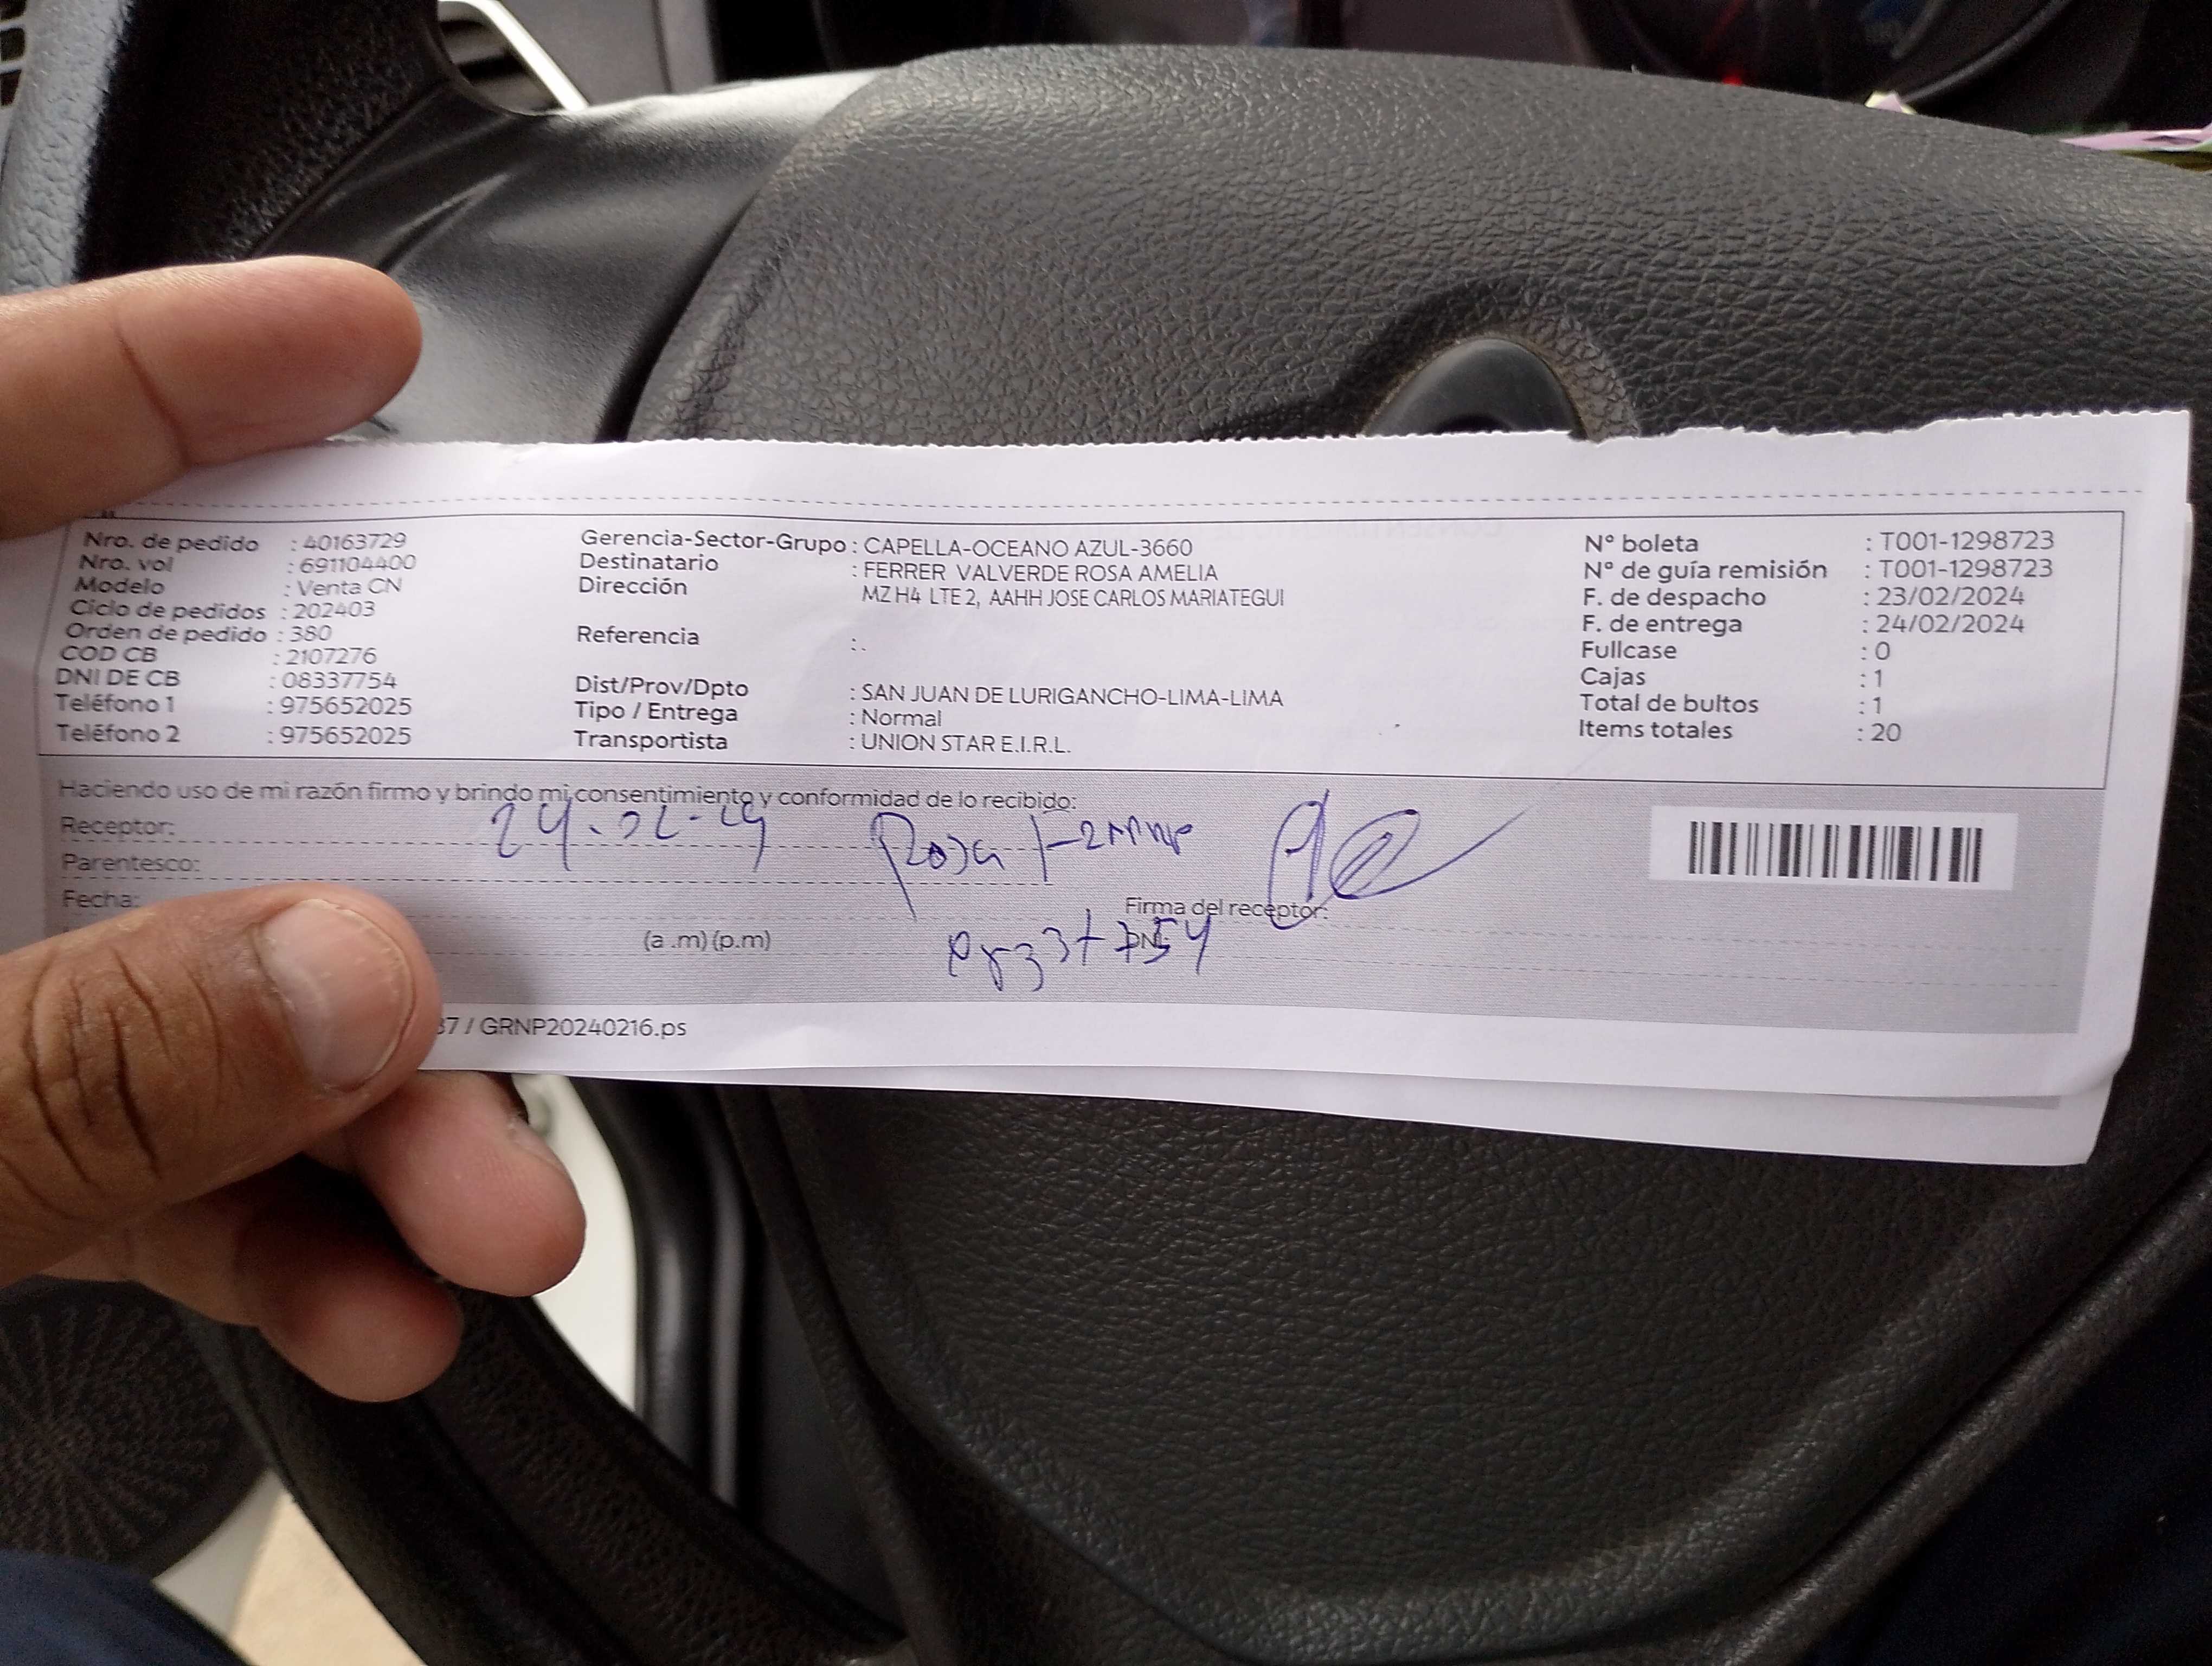 Nro. de pedido : 40163729
Nro. vol : 691104400
Modelo : Venta CN
Ciclo de pedidos : 202403
Orden de pedido : 380
COD CB : 2107276
DNI DE CB : 08337754
Teléfono 1 : 975652025
Teléfono 2 : 975652025
Gerencia-Sector-Grupo : CAPELLA-OCEANO AZUL-3660
Destinatario : FERRER VALVERDE ROSA AMELIA
Dirección MZ H4 LTE 2, AAHH JOSE CARLOS MARIATEGUI
Referencia : .
Dist/Prov/Dpto : SAN JUAN DE LURIGANCHO-LIMA-LIMA
Tipo / Entrega : Normal
Transportista : UNION STAR E.I.R.L.
N° boleta : T001-1298723
N° de guía remisión : T001-1298723
F. de despacho : 23/02/2024
F. de entrega : 24/02/2024
Fullcase : 0
Cajas : 1
Total de bultos : 1
Items totales : 20
Haciendo uso de mi razón firmo y brindo mi consentimiento y conformidad de lo recibido:
Receptor: 24-02-24 Rosa
Parentesco:
Fecha:
Firma del receptor:
(a .m) (p.m) DNI:
37 / GRNP20240216.ps